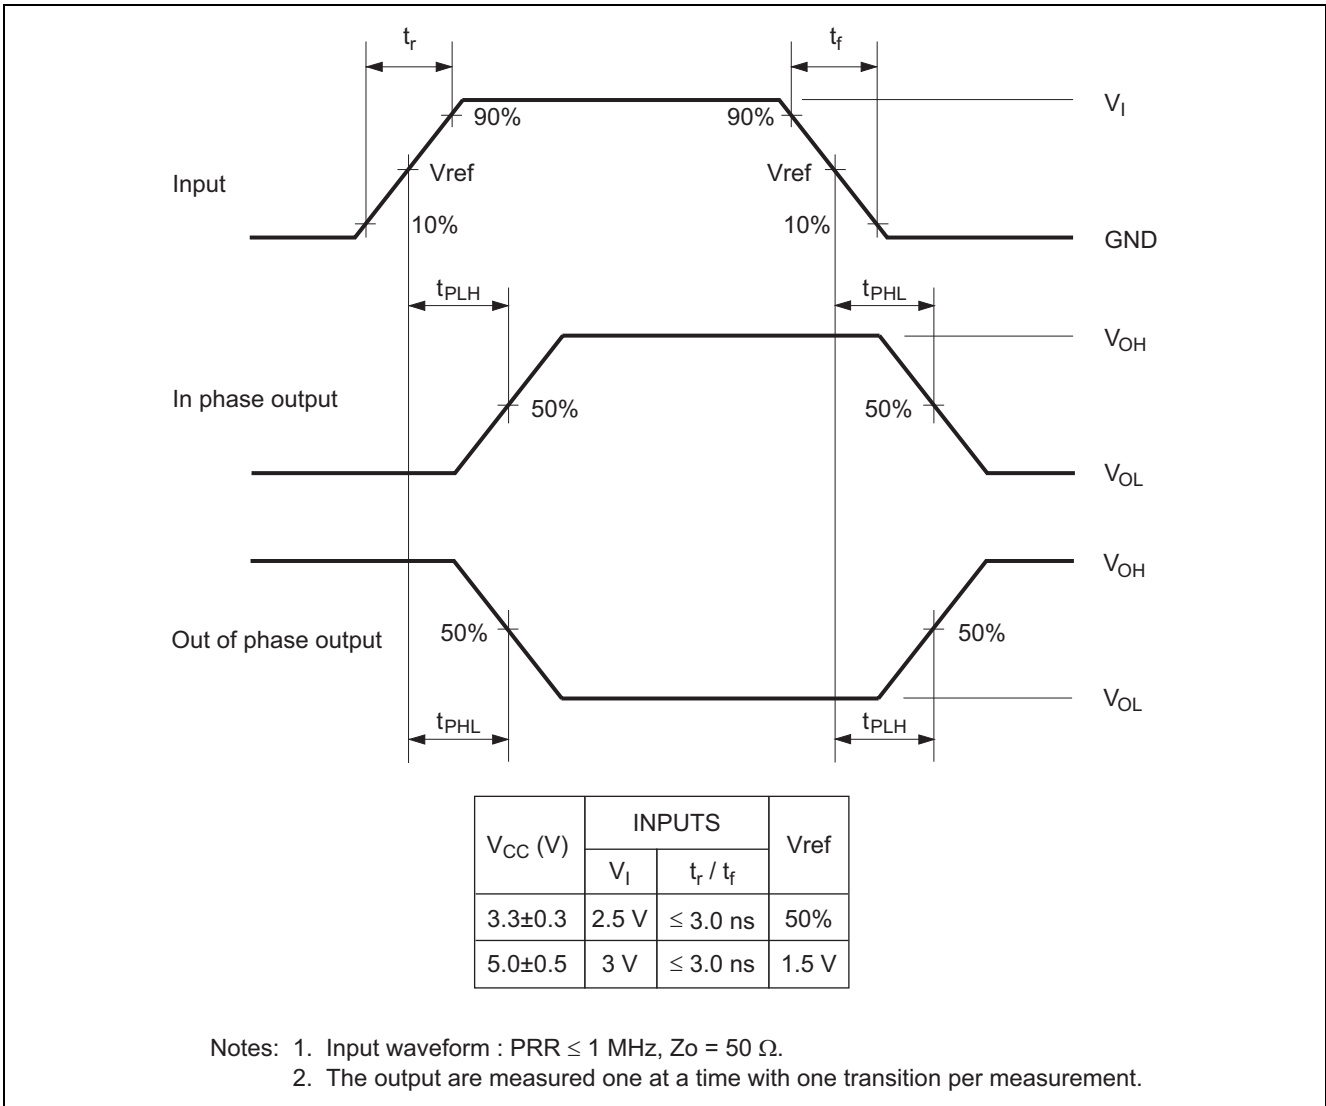 tr tf
VI
90% 90%
Input Vref Vref
10% 10%
GND
tPLH tPHL
VOH
In phase output 50% 50%
VOL
VOH
Out of phase output 50% 50%
VOL
tPHL tPLH
VCC (V) INPUTS Vref
VI tr / tf
3.3±0.3 2.5 V ≤ 3.0 ns 50%
5.0±0.5 3 V ≤ 3.0 ns 1.5 V
Notes: 1. Input waveform : PRR ≤ 1 MHz, Zo = 50 Ω.
2. The output are measured one at a time with one transition per measurement.